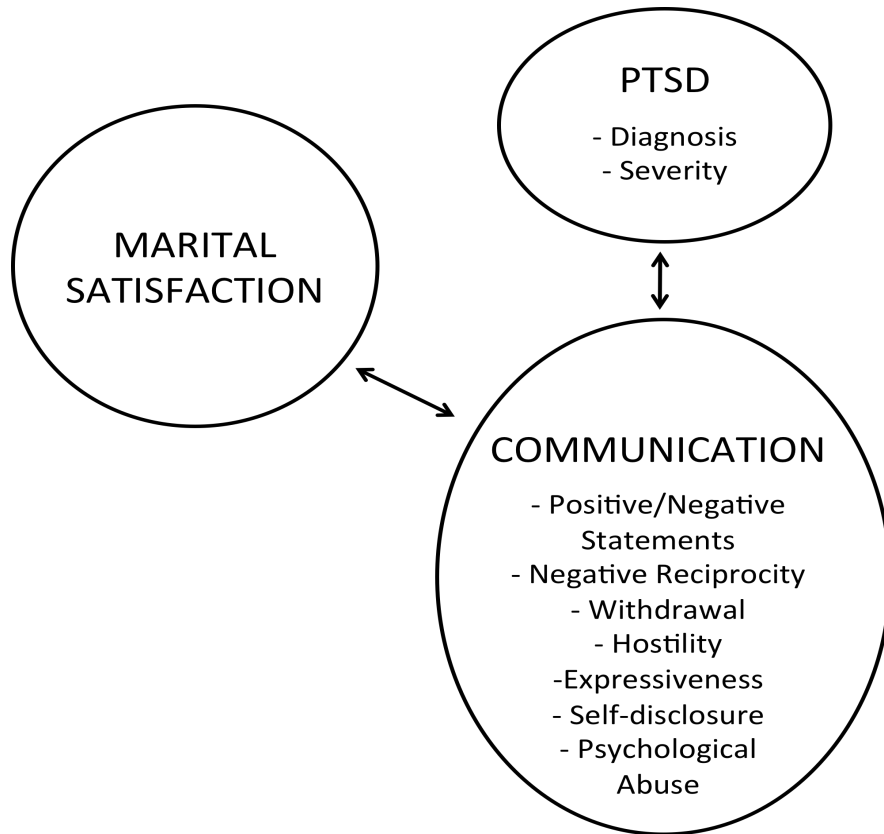 PTSD
- Diagnosis
- Severity
MARITAL
SATISFACTION
COMMUNICATION
- Positive/Negative
Statements
- Negative Reciprocity
- Withdrawal
- Hostility
-Expressiveness
- Self-disclosure
- Psychological
Abuse